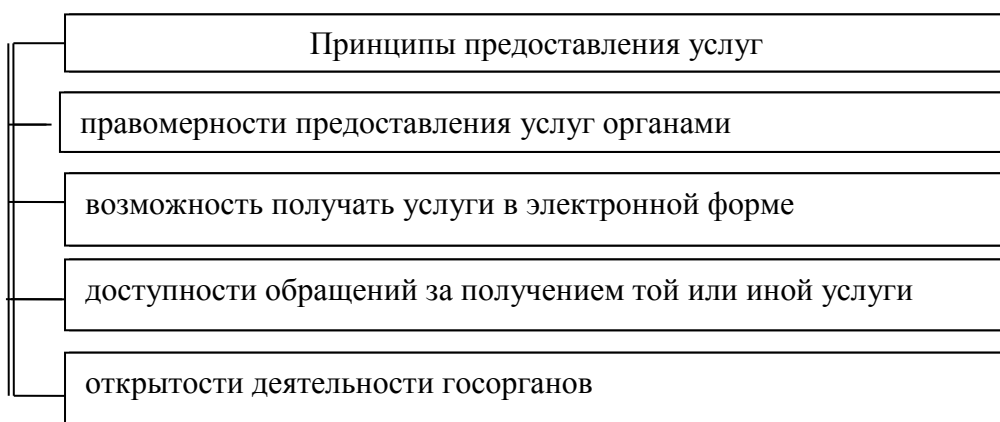 Принципы предоставления услуг
правомерности предоставления услуг органами
возможность получать услуги в электронной форме
доступности обращений за получением той или иной услуги
открытости деятельности госорганов